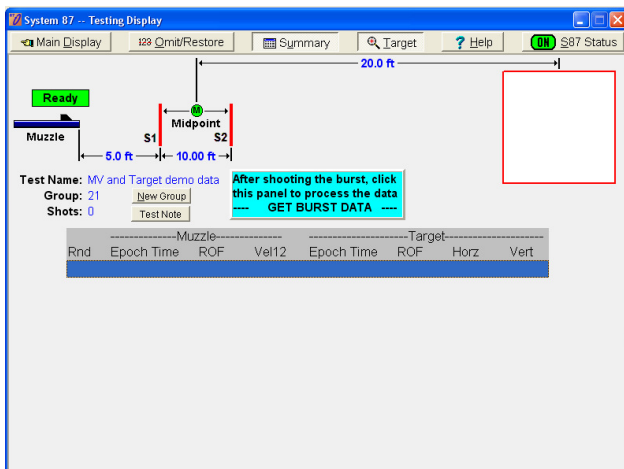 System 87 -- Testing Display
Main Display 123 Omit/Restore Summary Target ? Help ON S87 Status
20.0 ft
Ready
M
Midpoint
Muzzle S1 S2
5.0 ft 10.00 ft
Test Name: MV and Target demo data
Group: 21 New Group
Shots: 0 Test Note
After shooting the burst, click
this panel to process the data
---- GET BURST DATA ----
---------------Muzzle--------------- ----------------------Target----------------------
Rnd Epoch Time ROF Vel12 Epoch Time ROF Horz Vert